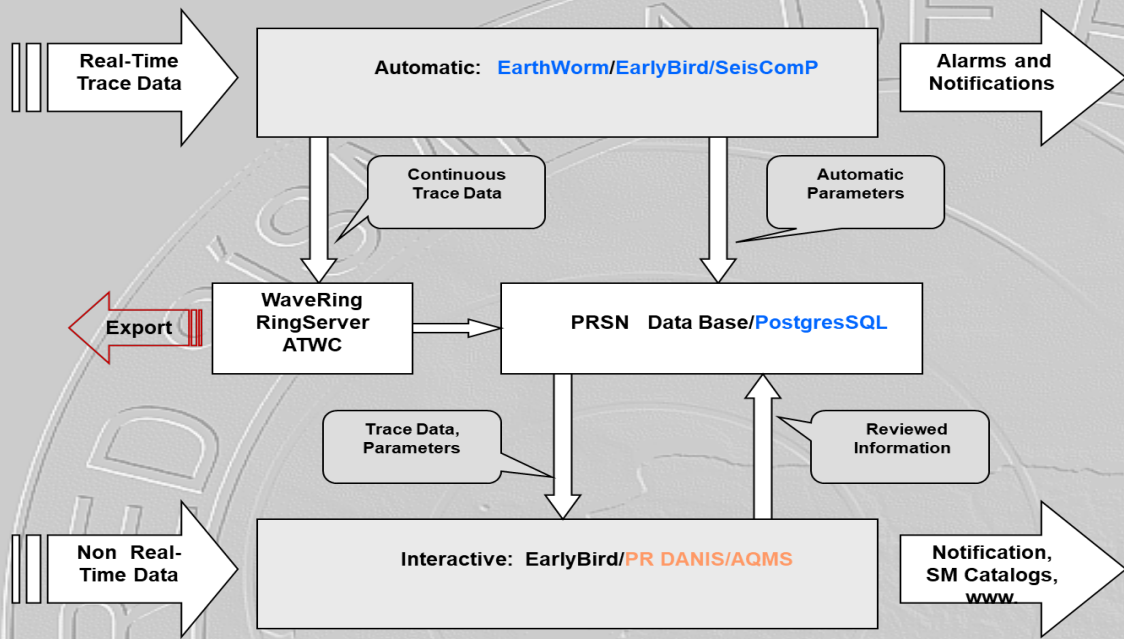 Real-Time
Trace Data
Automatic: EarthWorm/EarlyBird/SeisComP
Alarms and
Notifications
Continuous
Trace Data
Automatic
Parameters
Export
WaveRing
RingServer
ATWC
PRSN Data Base/PostgresSQL
Trace Data,
Parameters
Reviewed
Information
Non Real-
Time Data
Interactive: EarlyBird/PR DANIS/AQMS
Notification,
SM Catalogs,
www.